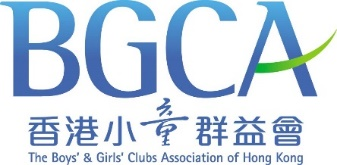 BGCA
香港小童群益會
The Boys' & Girls' Clubs Association of Hong Kong